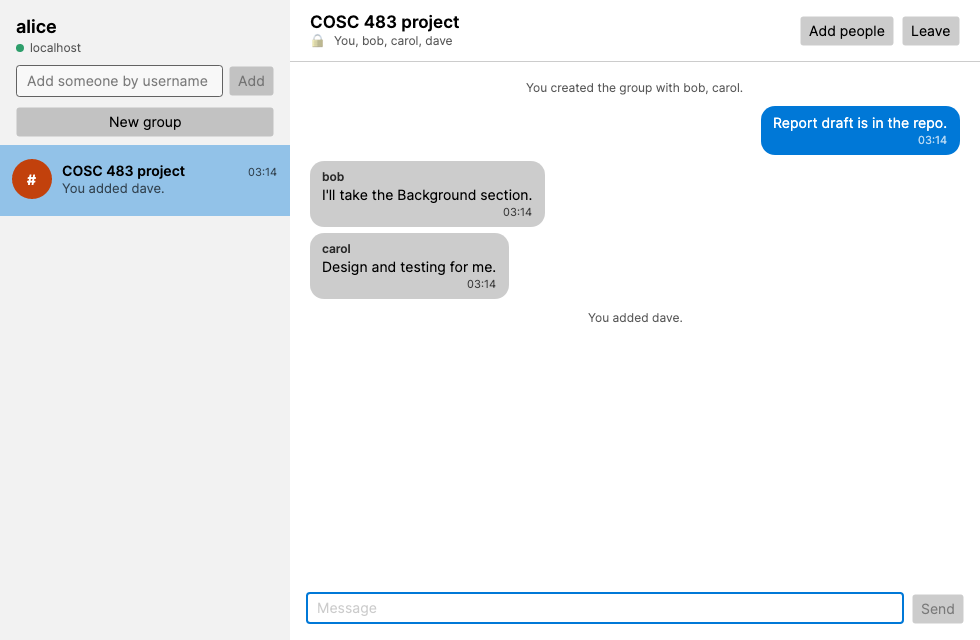 alice
localhost
Add someone by username
Add
New group
#
COSC 483 project
03:14
You added dave.
COSC 483 project
You, bob, carol, dave
Add people
Leave
You created the group with bob, carol.
Report draft is in the repo.
03:14
bob
I'll take the Background section.
03:14
carol
Design and testing for me.
03:14
You added dave.
Message
Send